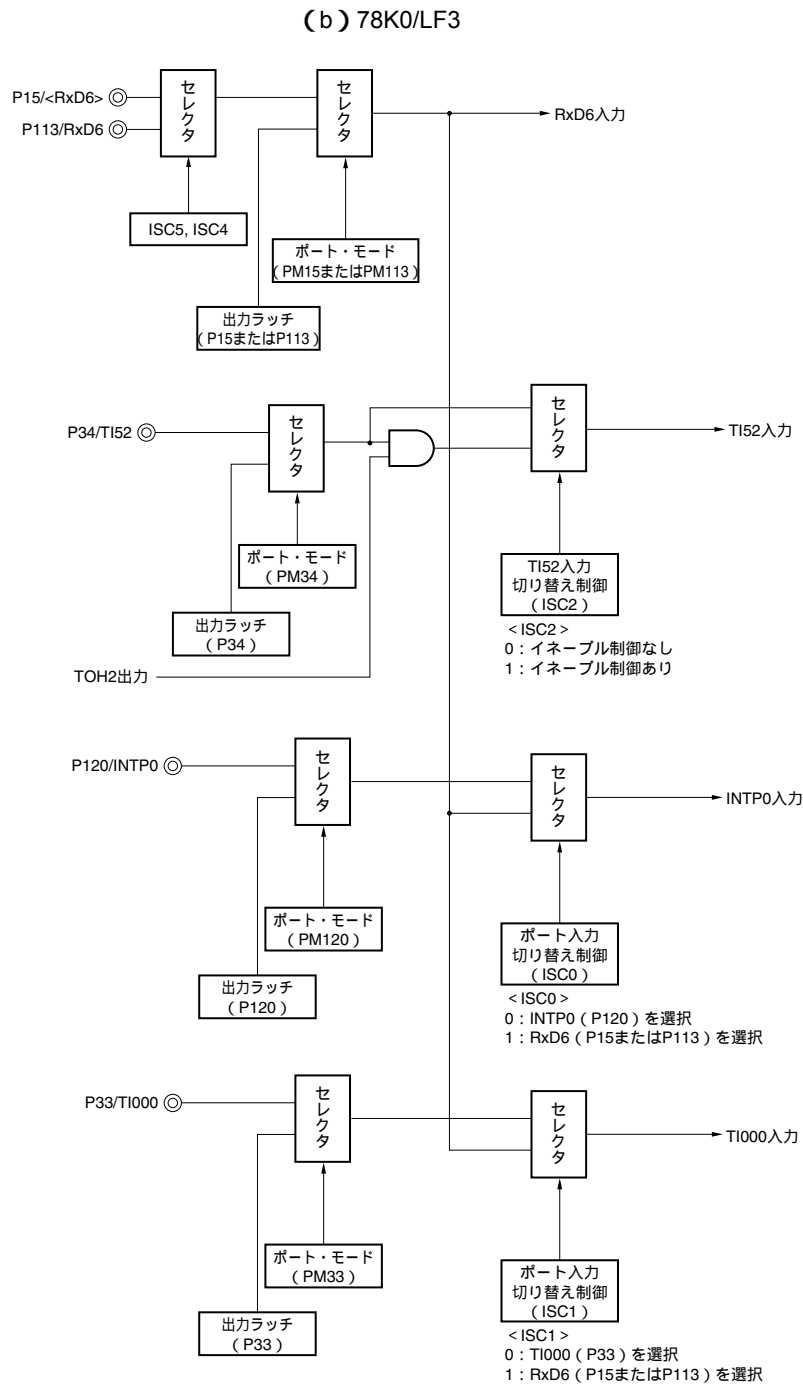 (b) 78K0/LF3
P15/<RxD6>
P113/RxD6
セレクタ
セレクタ
RxD6入力
ISC5, ISC4
ポート・モード
(PM15またはPM113)
出力ラッチ
(P15またはP113)
P34/TI52
セレクタ
セレクタ
TI52入力
ポート・モード
(PM34)
出力ラッチ
(P34)
TOH2出力
TI52入力
切り替え制御
(ISC2)
<ISC2>
0:イネーブル制御なし
1:イネーブル制御あり
P120/INTP0
セレクタ
セレクタ
INTP0入力
ポート・モード
(PM120)
出力ラッチ
(P120)
ポート入力
切り替え制御
(ISC0)
<ISC0>
0:INTP0(P120)を選択
1:RxD6(P15またはP113)を選択
P33/TI000
セレクタ
セレクタ
TI000入力
ポート・モード
(PM33)
出力ラッチ
(P33)
ポート入力
切り替え制御
(ISC1)
<ISC1>
0:TI000(P33)を選択
1:RxD6(P15またはP113)を選択